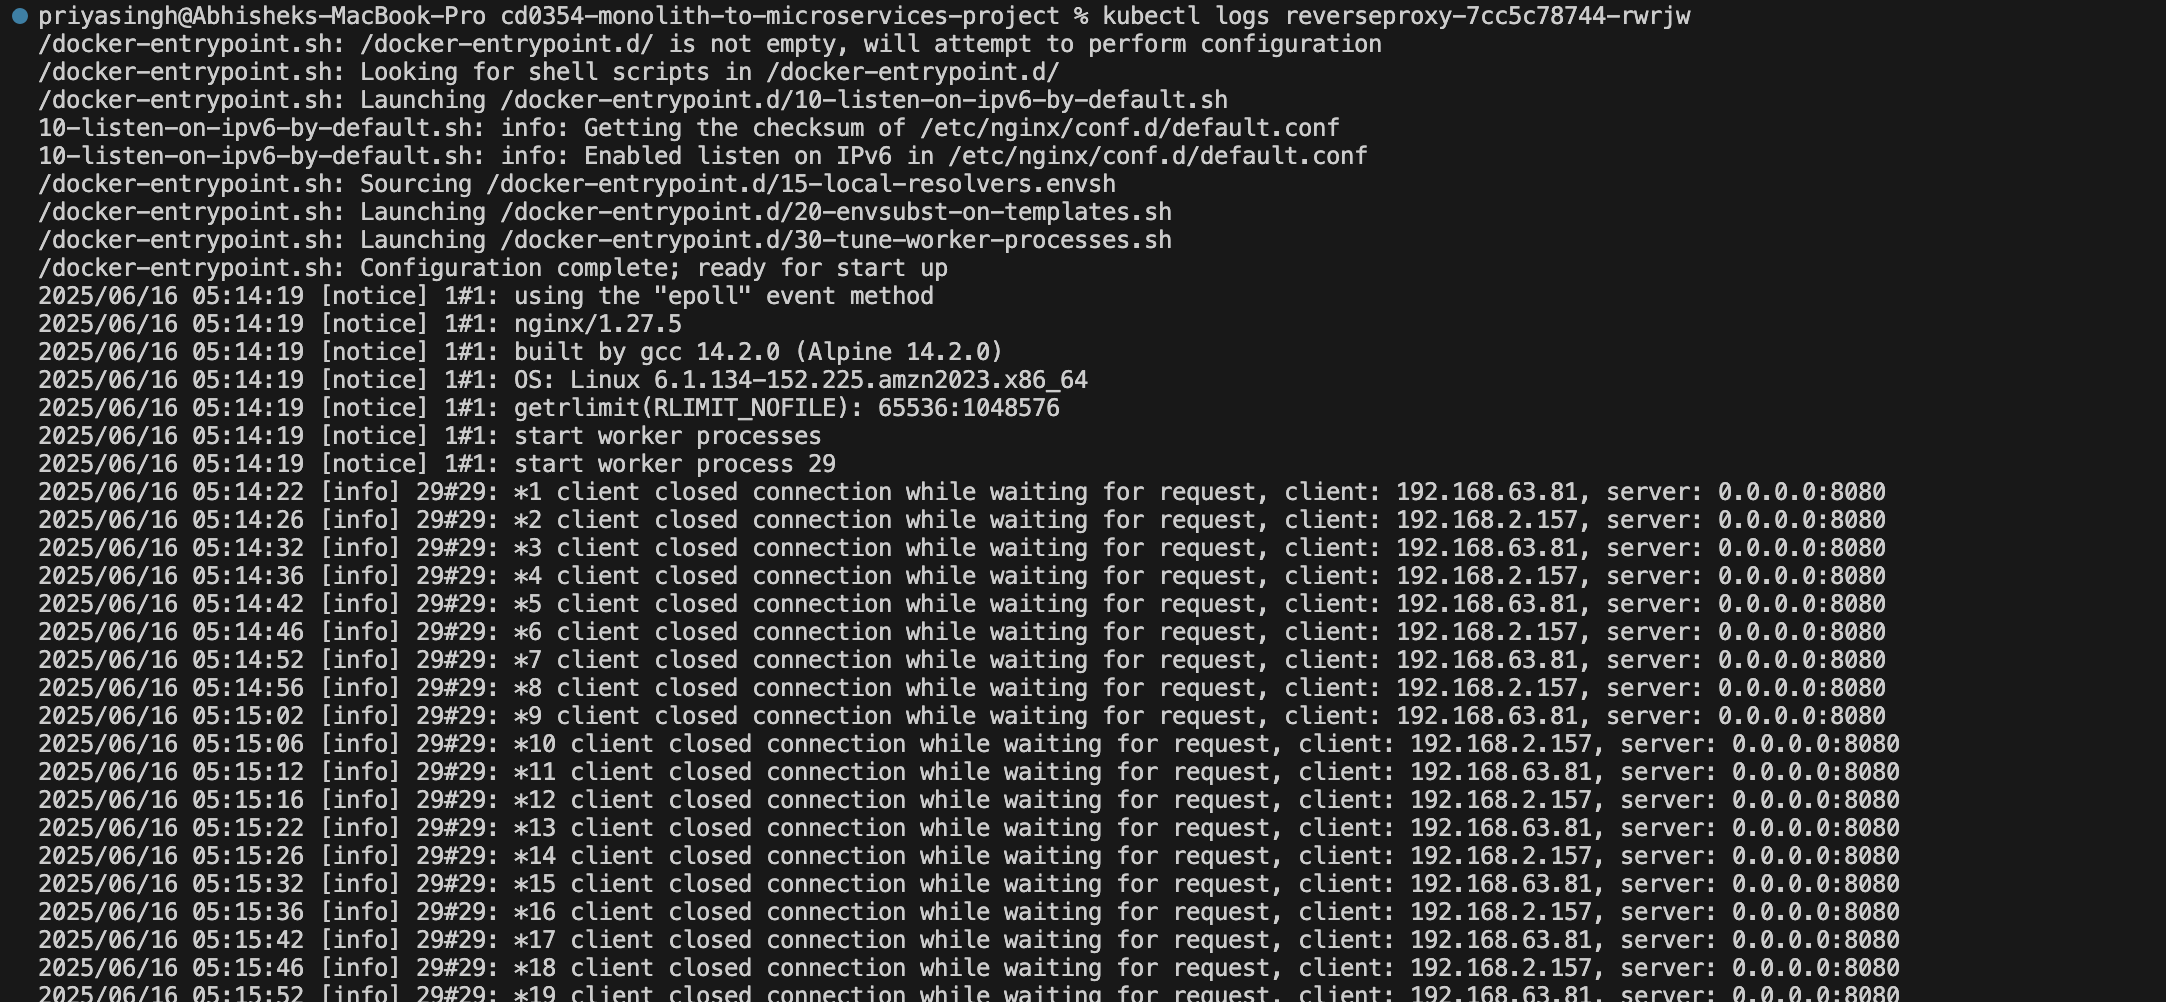 priyasingh@Abhisheks-MacBook-Pro cd0354-monolith-to-microservices-project % kubectl logs reverseproxy-7cc5c78744-rwrjw
/docker-entrypoint.sh: /docker-entrypoint.d/ is not empty, will attempt to perform configuration
/docker-entrypoint.sh: Looking for shell scripts in /docker-entrypoint.d/
/docker-entrypoint.sh: Launching /docker-entrypoint.d/10-listen-on-ipv6-by-default.sh
10-listen-on-ipv6-by-default.sh: info: Getting the checksum of /etc/nginx/conf.d/default.conf
10-listen-on-ipv6-by-default.sh: info: Enabled listen on IPv6 in /etc/nginx/conf.d/default.conf
/docker-entrypoint.sh: Sourcing /docker-entrypoint.d/15-local-resolvers.envsh
/docker-entrypoint.sh: Launching /docker-entrypoint.d/20-envsubst-on-templates.sh
/docker-entrypoint.sh: Launching /docker-entrypoint.d/30-tune-worker-processes.sh
/docker-entrypoint.sh: Configuration complete; ready for start up
2025/06/16 05:14:19 [notice] 1#1: using the "epoll" event method
2025/06/16 05:14:19 [notice] 1#1: nginx/1.27.5
2025/06/16 05:14:19 [notice] 1#1: built by gcc 14.2.0 (Alpine 14.2.0)
2025/06/16 05:14:19 [notice] 1#1: OS: Linux 6.1.134-152.225.amzn2023.x86_64
2025/06/16 05:14:19 [notice] 1#1: getrlimit(RLIMIT_NOFILE): 65536:1048576
2025/06/16 05:14:19 [notice] 1#1: start worker processes
2025/06/16 05:14:19 [notice] 1#1: start worker process 29
2025/06/16 05:14:22 [info] 29#29: *1 client closed connection while waiting for request, client: 192.168.63.81, server: 0.0.0.0:8080
2025/06/16 05:14:26 [info] 29#29: *2 client closed connection while waiting for request, client: 192.168.2.157, server: 0.0.0.0:8080
2025/06/16 05:14:32 [info] 29#29: *3 client closed connection while waiting for request, client: 192.168.63.81, server: 0.0.0.0:8080
2025/06/16 05:14:36 [info] 29#29: *4 client closed connection while waiting for request, client: 192.168.2.157, server: 0.0.0.0:8080
2025/06/16 05:14:42 [info] 29#29: *5 client closed connection while waiting for request, client: 192.168.63.81, server: 0.0.0.0:8080
2025/06/16 05:14:46 [info] 29#29: *6 client closed connection while waiting for request, client: 192.168.2.157, server: 0.0.0.0:8080
2025/06/16 05:14:52 [info] 29#29: *7 client closed connection while waiting for request, client: 192.168.63.81, server: 0.0.0.0:8080
2025/06/16 05:14:56 [info] 29#29: *8 client closed connection while waiting for request, client: 192.168.2.157, server: 0.0.0.0:8080
2025/06/16 05:15:02 [info] 29#29: *9 client closed connection while waiting for request, client: 192.168.63.81, server: 0.0.0.0:8080
2025/06/16 05:15:06 [info] 29#29: *10 client closed connection while waiting for request, client: 192.168.2.157, server: 0.0.0.0:8080
2025/06/16 05:15:12 [info] 29#29: *11 client closed connection while waiting for request, client: 192.168.63.81, server: 0.0.0.0:8080
2025/06/16 05:15:16 [info] 29#29: *12 client closed connection while waiting for request, client: 192.168.2.157, server: 0.0.0.0:8080
2025/06/16 05:15:22 [info] 29#29: *13 client closed connection while waiting for request, client: 192.168.63.81, server: 0.0.0.0:8080
2025/06/16 05:15:26 [info] 29#29: *14 client closed connection while waiting for request, client: 192.168.2.157, server: 0.0.0.0:8080
2025/06/16 05:15:32 [info] 29#29: *15 client closed connection while waiting for request, client: 192.168.63.81, server: 0.0.0.0:8080
2025/06/16 05:15:36 [info] 29#29: *16 client closed connection while waiting for request, client: 192.168.2.157, server: 0.0.0.0:8080
2025/06/16 05:15:42 [info] 29#29: *17 client closed connection while waiting for request, client: 192.168.63.81, server: 0.0.0.0:8080
2025/06/16 05:15:46 [info] 29#29: *18 client closed connection while waiting for request, client: 192.168.2.157, server: 0.0.0.0:8080
2025/06/16 05:15:52 [info] 29#29: *19 client closed connection while waiting for request, client: 192.168.63.81, server: 0.0.0.0:8080